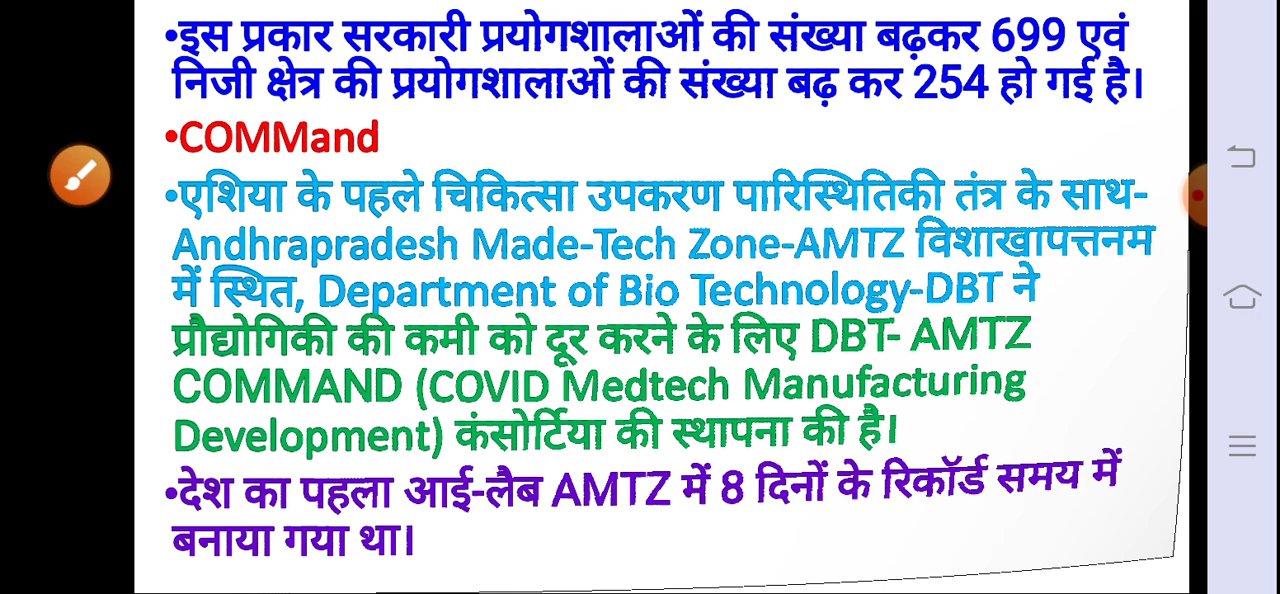 •इस प्रकार सरकारी प्रयोगशालाओं की संख्या बढ़कर 699 एवं
निजी क्षेत्र की प्रयोगशालाओं की संख्या बढ़ कर 254 हो गई है।
•COMMand
•एशिया के पहले चिकित्सा उपकरण पारिस्थितिकी तंत्र के साथ-
Andhrapradesh Made-Tech Zone-AMTZ विशाखापत्तनम
में स्थित, Department of Bio Technology-DBT ने
प्रौद्योगिकी की कमी को दूर करने के लिए DBT- AMTZ
COMMAND (COVID Medtech Manufacturing
Development) कंसोर्टिया की स्थापना की है।
•देश का पहला आई-लैब AMTZ में 8 दिनों के रिकॉर्ड समय में
बनाया गया था।